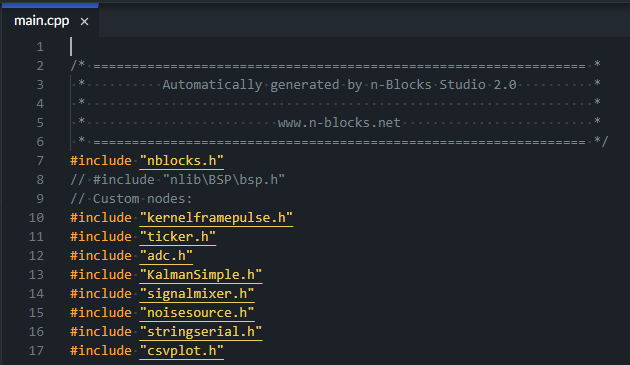 main.cpp ×
1
2 /* ================================================================ *
3 * Automatically generated by n-Blocks Studio 2.0 *
4 * *
5 * www.n-blocks.net *
6 * ================================================================ */
7 #include "nblocks.h"
8 // #include "nlib\BSP\bsp.h"
9 // Custom nodes:
10 #include "kernelframepulse.h"
11 #include "ticker.h"
12 #include "adc.h"
13 #include "KalmanSimple.h"
14 #include "signalmixer.h"
15 #include "noisesource.h"
16 #include "stringserial.h"
17 #include "csvplot.h"